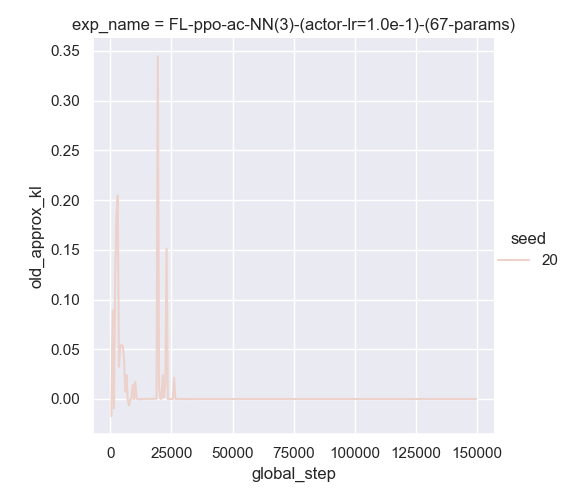 exp_name = FL-ppo-ac-NN(3)-(actor-lr=1.0e-1)-(67-params)
0.35
0.30
0.25
0.20
0.15
0.10
0.05
0.00
old_approx_kl
0 25000 50000 75000 100000 125000 150000
global_step
seed
20